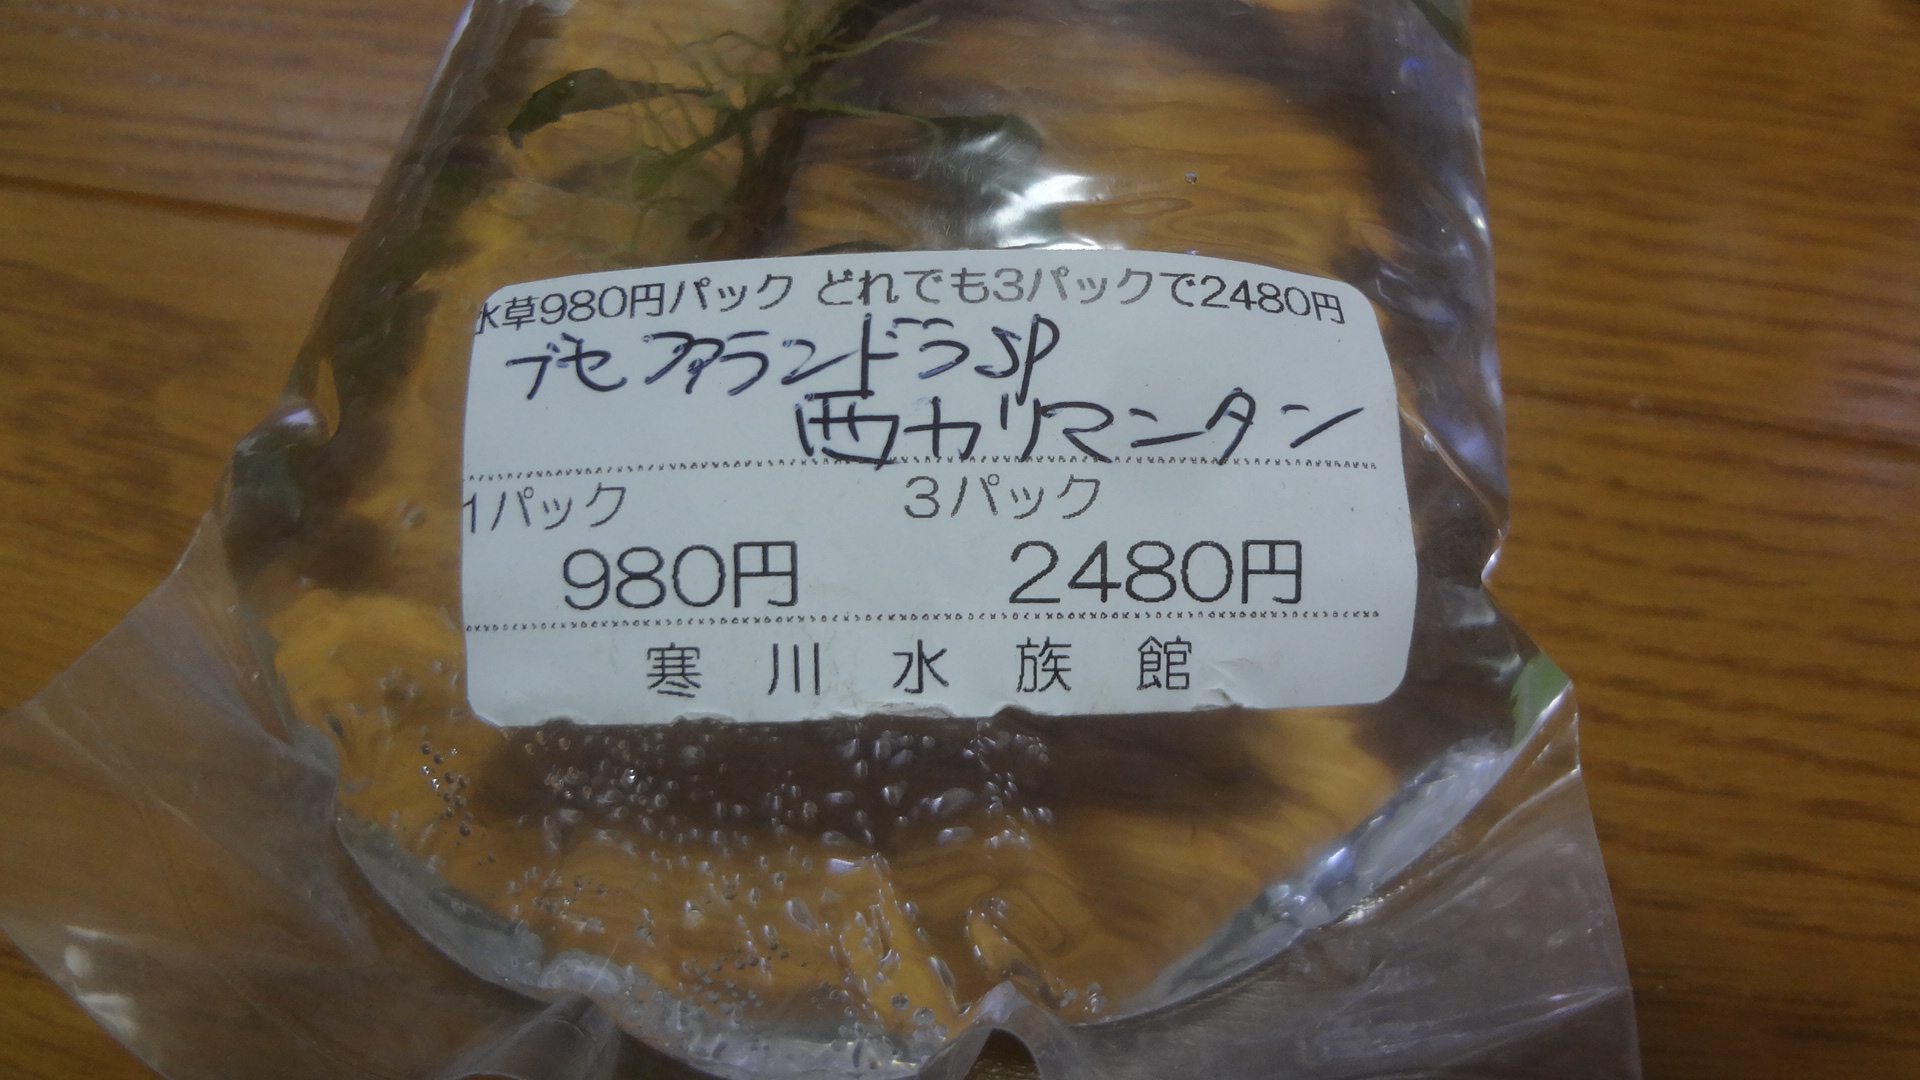 水草980円パック どれでも3パックで2480円
ブセファランドラsp
西カリマンタン
1パック 3パック
980円 2480円
寒川水族館